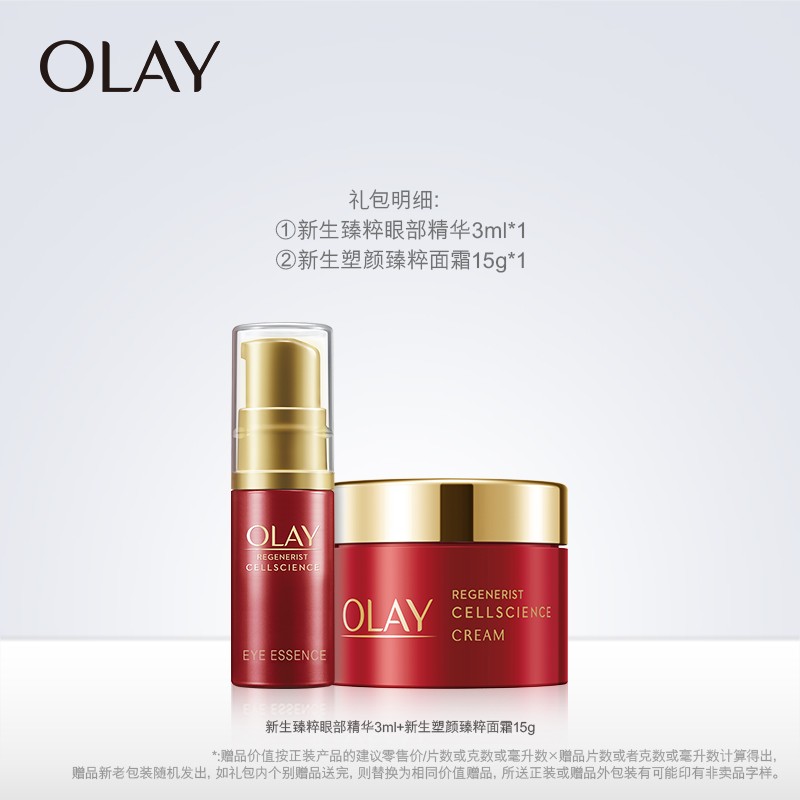 OLAY
礼包明细:
①新生臻粹眼部精华3ml*1
②新生塑颜臻粹面霜15g*1
OLAY
REGENERIST
CELLSCIENCE
EYE ESSENCE
OLAY
REGENERIST
CELLSCIENCE
CREAM
新生臻粹眼部精华3ml+新生塑颜臻粹面霜15g
*:赠品价值按正装产品的建议零售价/片数或克数或毫升数×赠品片数或者克数或毫升数计算得出,
赠品新老包装随机发出, 如礼包内个别赠品送完, 则替换为相同价值赠品, 所送正装或赠品外包装有可能印有非卖品字样。